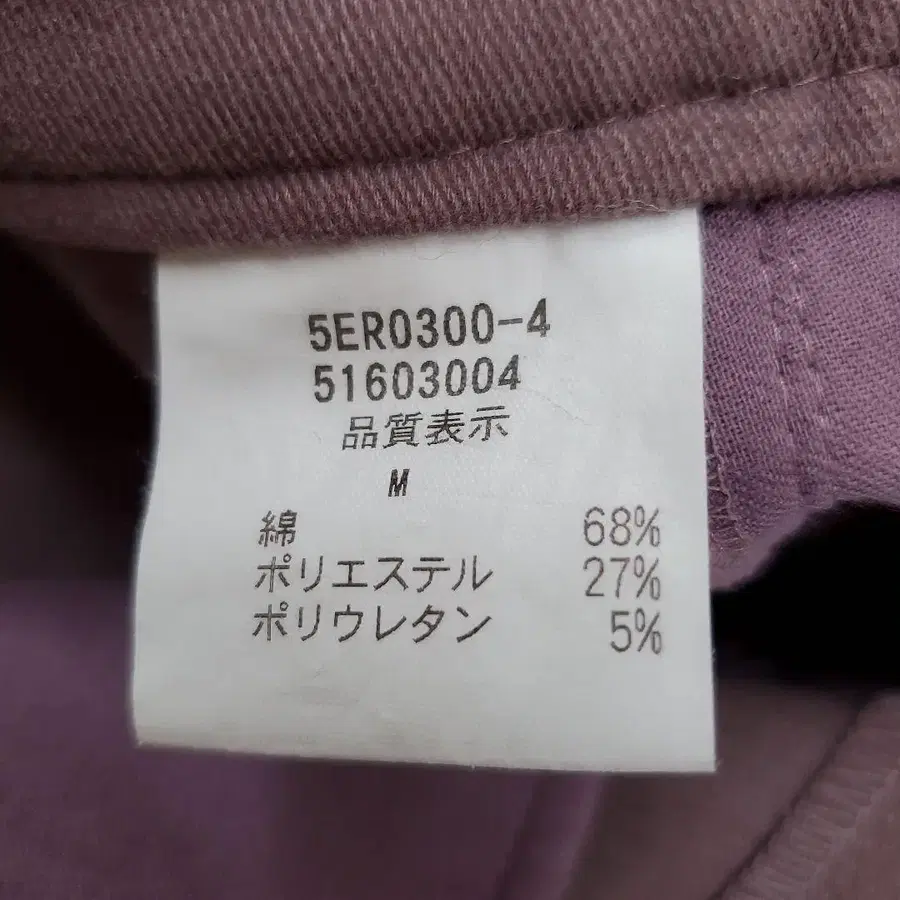 5ER0300-4
51603004
品質表示
M
綿 68%
ポリエステル 27%
ポリウレタン 5%